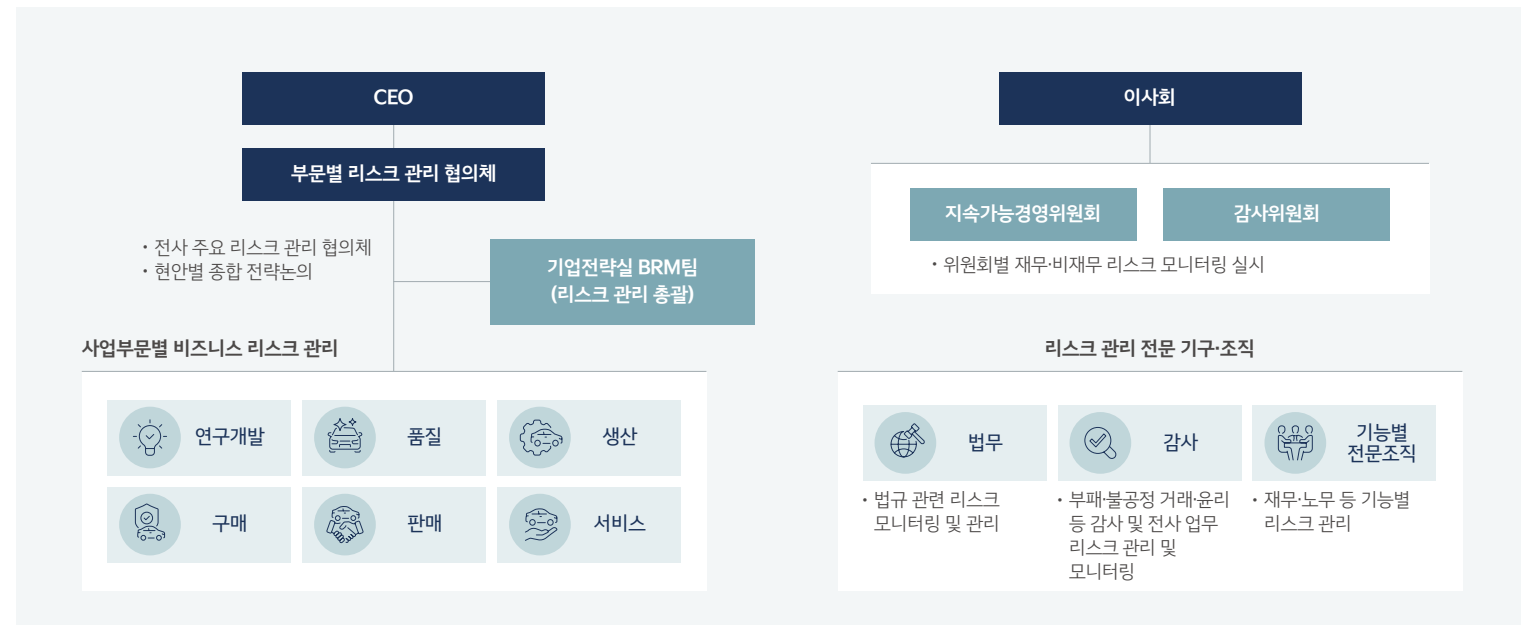 CEO
부문별 리스크 관리 협의체
· 전사 주요 리스크 관리 협의체
· 현안별 종합 전략논의
기업전략실 BRM팀
(리스크 관리 총괄)
사업부문별 비즈니스 리스크 관리
연구개발
품질
생산
구매
판매
서비스
이사회
지속가능경영위원회
감사위원회
· 위원회별 재무·비재무 리스크 모니터링 실시
리스크 관리 전문 기구·조직
법무
· 법규 관련 리스크
모니터링 및 관리
감사
· 부패·불공정 거래·윤리
등 감사 및 전사 업무
리스크 관리 및
모니터링
기능별
전문조직
· 재무·노무 등 기능별
리스크 관리